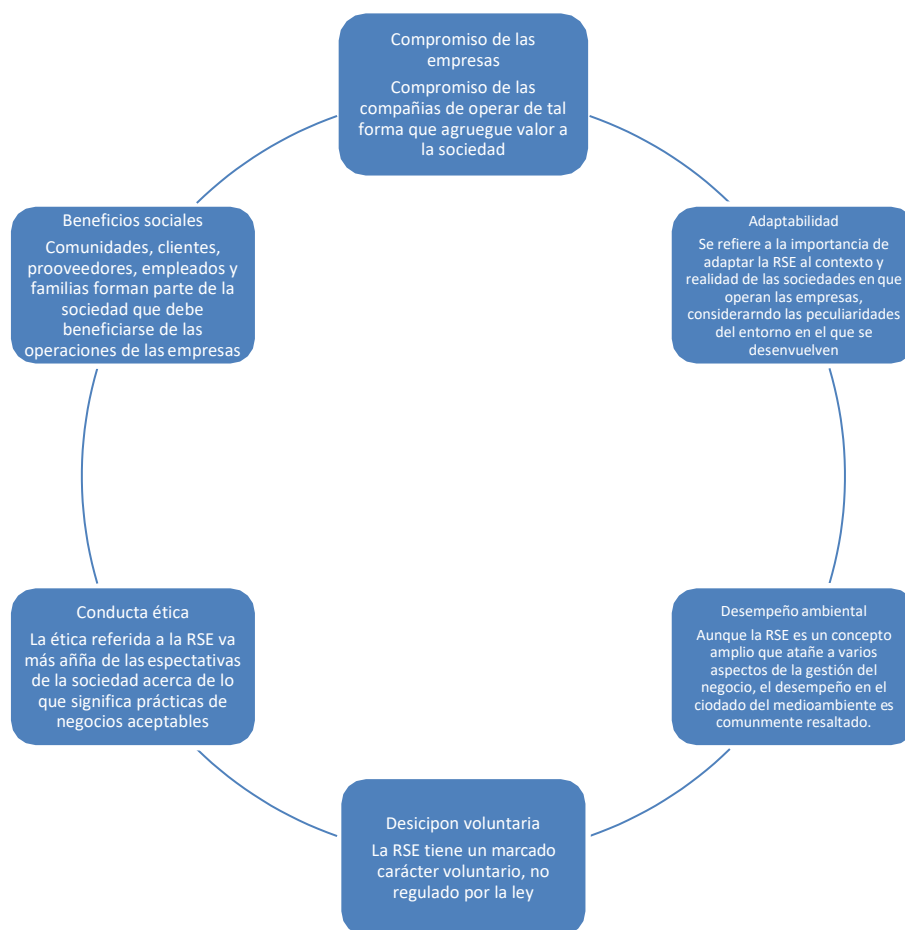 Compromiso de las
empresas
Compromiso de las
compañias de operar de tal
forma que agruegue valor a
la sociedad
Adaptabilidad
Se refiere a la importancia de
adaptar la RSE al contexto y
realidad de las sociedades en que
operan las empresas,
considerarndo las peculiaridades
del entorno en el que se
desenvuelven
Desempeño ambiental
Aunque la RSE es un concepto
amplio que atañe a varios
aspectos de la gestión del
negocio, el desempeño en el
ciodado del medioambiente es
comunmente resaltado.
Desicipon voluntaria
La RSE tiene un marcado
carácter voluntario, no
regulado por la ley
Conducta ética
La ética referida a la RSE va
más añña de las espectativas
de la sociedad acerca de lo
que significa prácticas de
negocios aceptables
Beneficios sociales
Comunidades, clientes,
prooveedores, empleados y
familias forman parte de la
sociedad que debe
beneficiarse de las
operaciones de las empresas